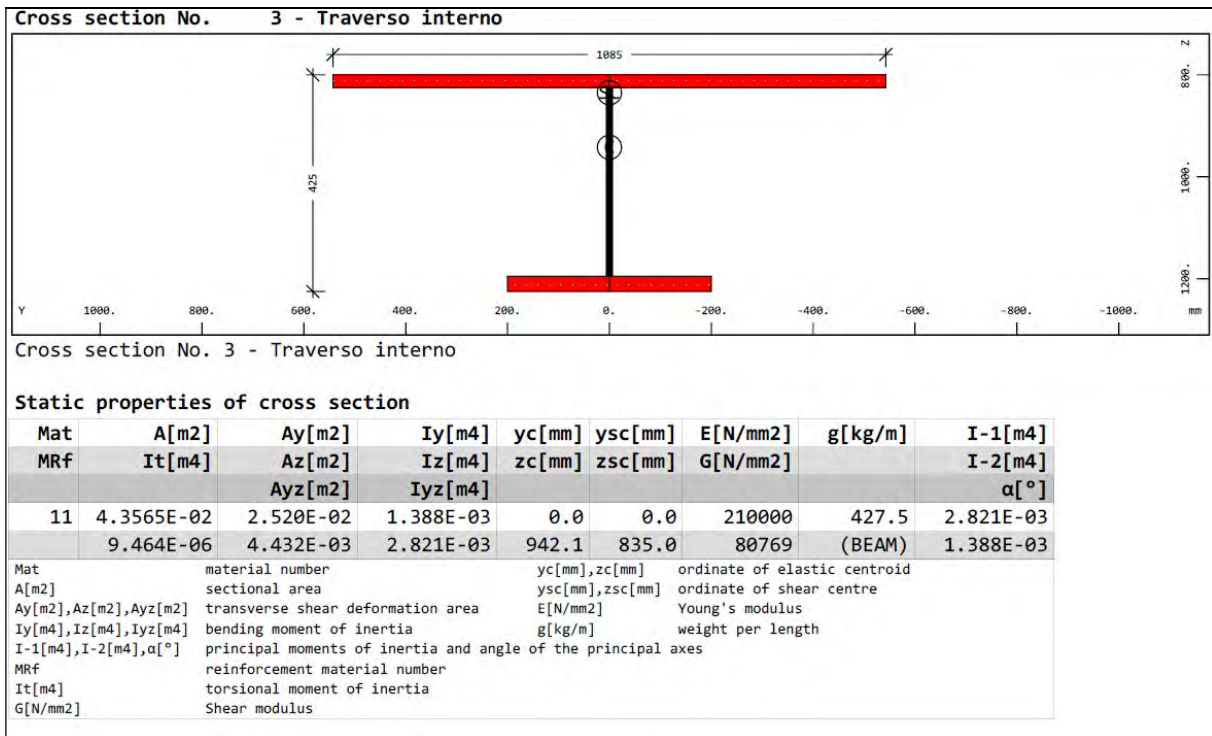 Cross section No. 3 - Traverso interno
1085
Z
800.
425
1000.
1200.
Y 1000. 800. 600. 400. 200. 0. -200. -400. -600. -800. -1000. mm
Cross section No. 3 - Traverso interno
Static properties of cross section
Mat A[m2] Ay[m2] Iy[m4] yc[mm] ysc[mm] E[N/mm2] g[kg/m] I-1[m4]
MRf It[m4] Az[m2] Iz[m4] zc[mm] zsc[mm] G[N/mm2] I-2[m4]
Ayz[m2] Iyz[m4] α[°]
11 4.3565E-02 2.520E-02 1.388E-03 0.0 0.0 210000 427.5 2.821E-03
9.464E-06 4.432E-03 2.821E-03 942.1 835.0 80769 (BEAM) 1.388E-03
Mat material number yc[mm],zc[mm] ordinate of elastic centroid
A[m2] sectional area ysc[mm],zsc[mm] ordinate of shear centre
Ay[m2],Az[m2],Ayz[m2] transverse shear deformation area E[N/mm2] Young's modulus
Iy[m4],Iz[m4],Iyz[m4] bending moment of inertia g[kg/m] weight per length
I-1[m4],I-2[m4],α[°] principal moments of inertia and angle of the principal axes
MRf reinforcement material number
It[m4] torsional moment of inertia
G[N/mm2] Shear modulus